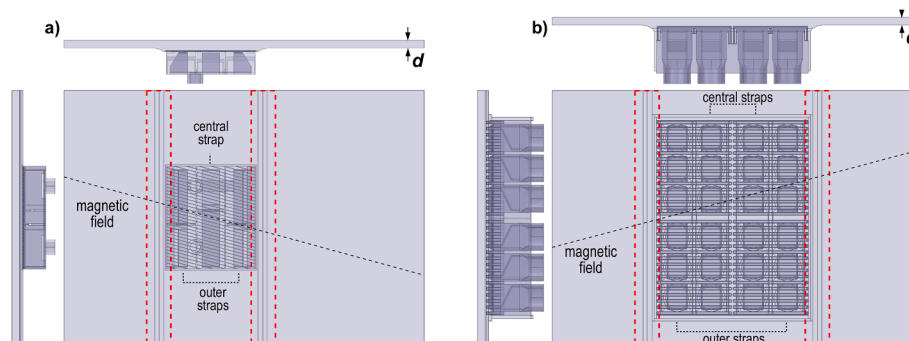 a)
d
central
strap
magnetic
field
outer
straps
b)
central straps
magnetic
field
outer straps